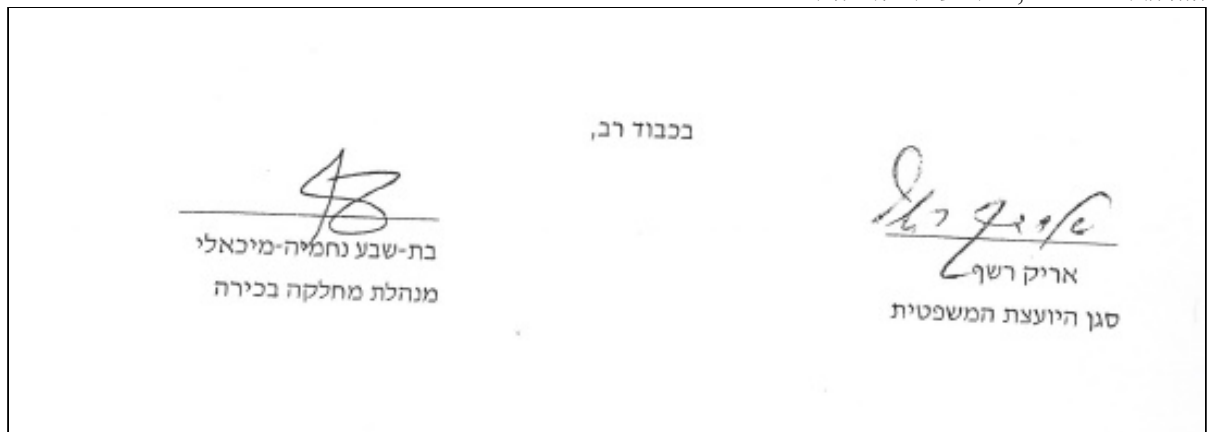 בכבוד רב,
אריק רשף
סגן היועצת המשפטית
בת-שבע נחמיה-מיכאלי
מנהלת מחלקה בכירה